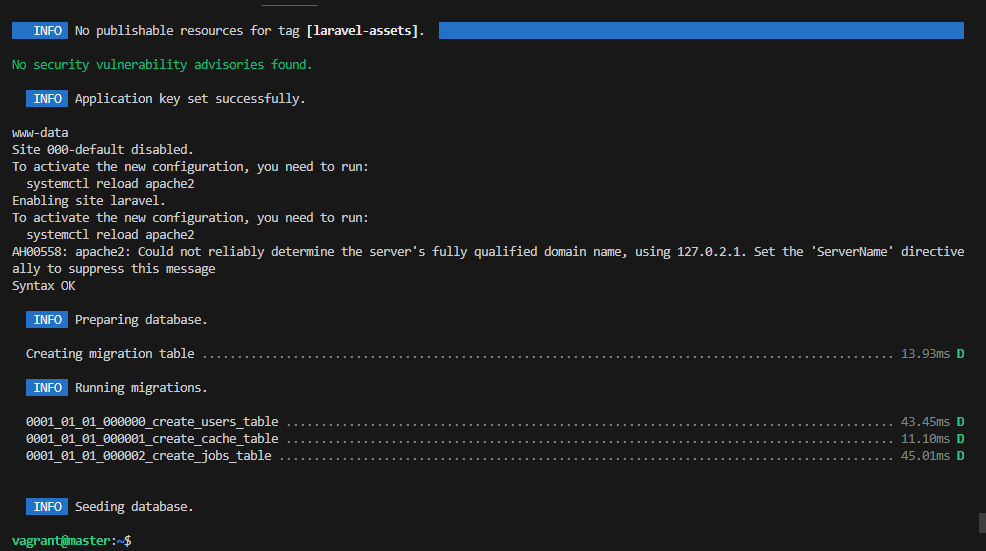 INFO No publishable resources for tag [laravel-assets].
No security vulnerability advisories found.
INFO Application key set successfully.
www-data
Site 000-default disabled.
To activate the new configuration, you need to run:
systemctl reload apache2
Enabling site laravel.
To activate the new configuration, you need to run:
systemctl reload apache2
AH00558: apache2: Could not reliably determine the server's fully qualified domain name, using 127.0.2.1. Set the 'ServerName' directive
ally to suppress this message
Syntax OK
INFO Preparing database.
Creating migration table .................................................................................................. 13.93ms D
INFO Running migrations.
0001_01_01_000000_create_users_table ...................................................................................... 43.45ms D
0001_01_01_000001_create_cache_table ...................................................................................... 11.10ms D
0001_01_01_000002_create_jobs_table ....................................................................................... 45.01ms D
INFO Seeding database.
vagrant@master:~$